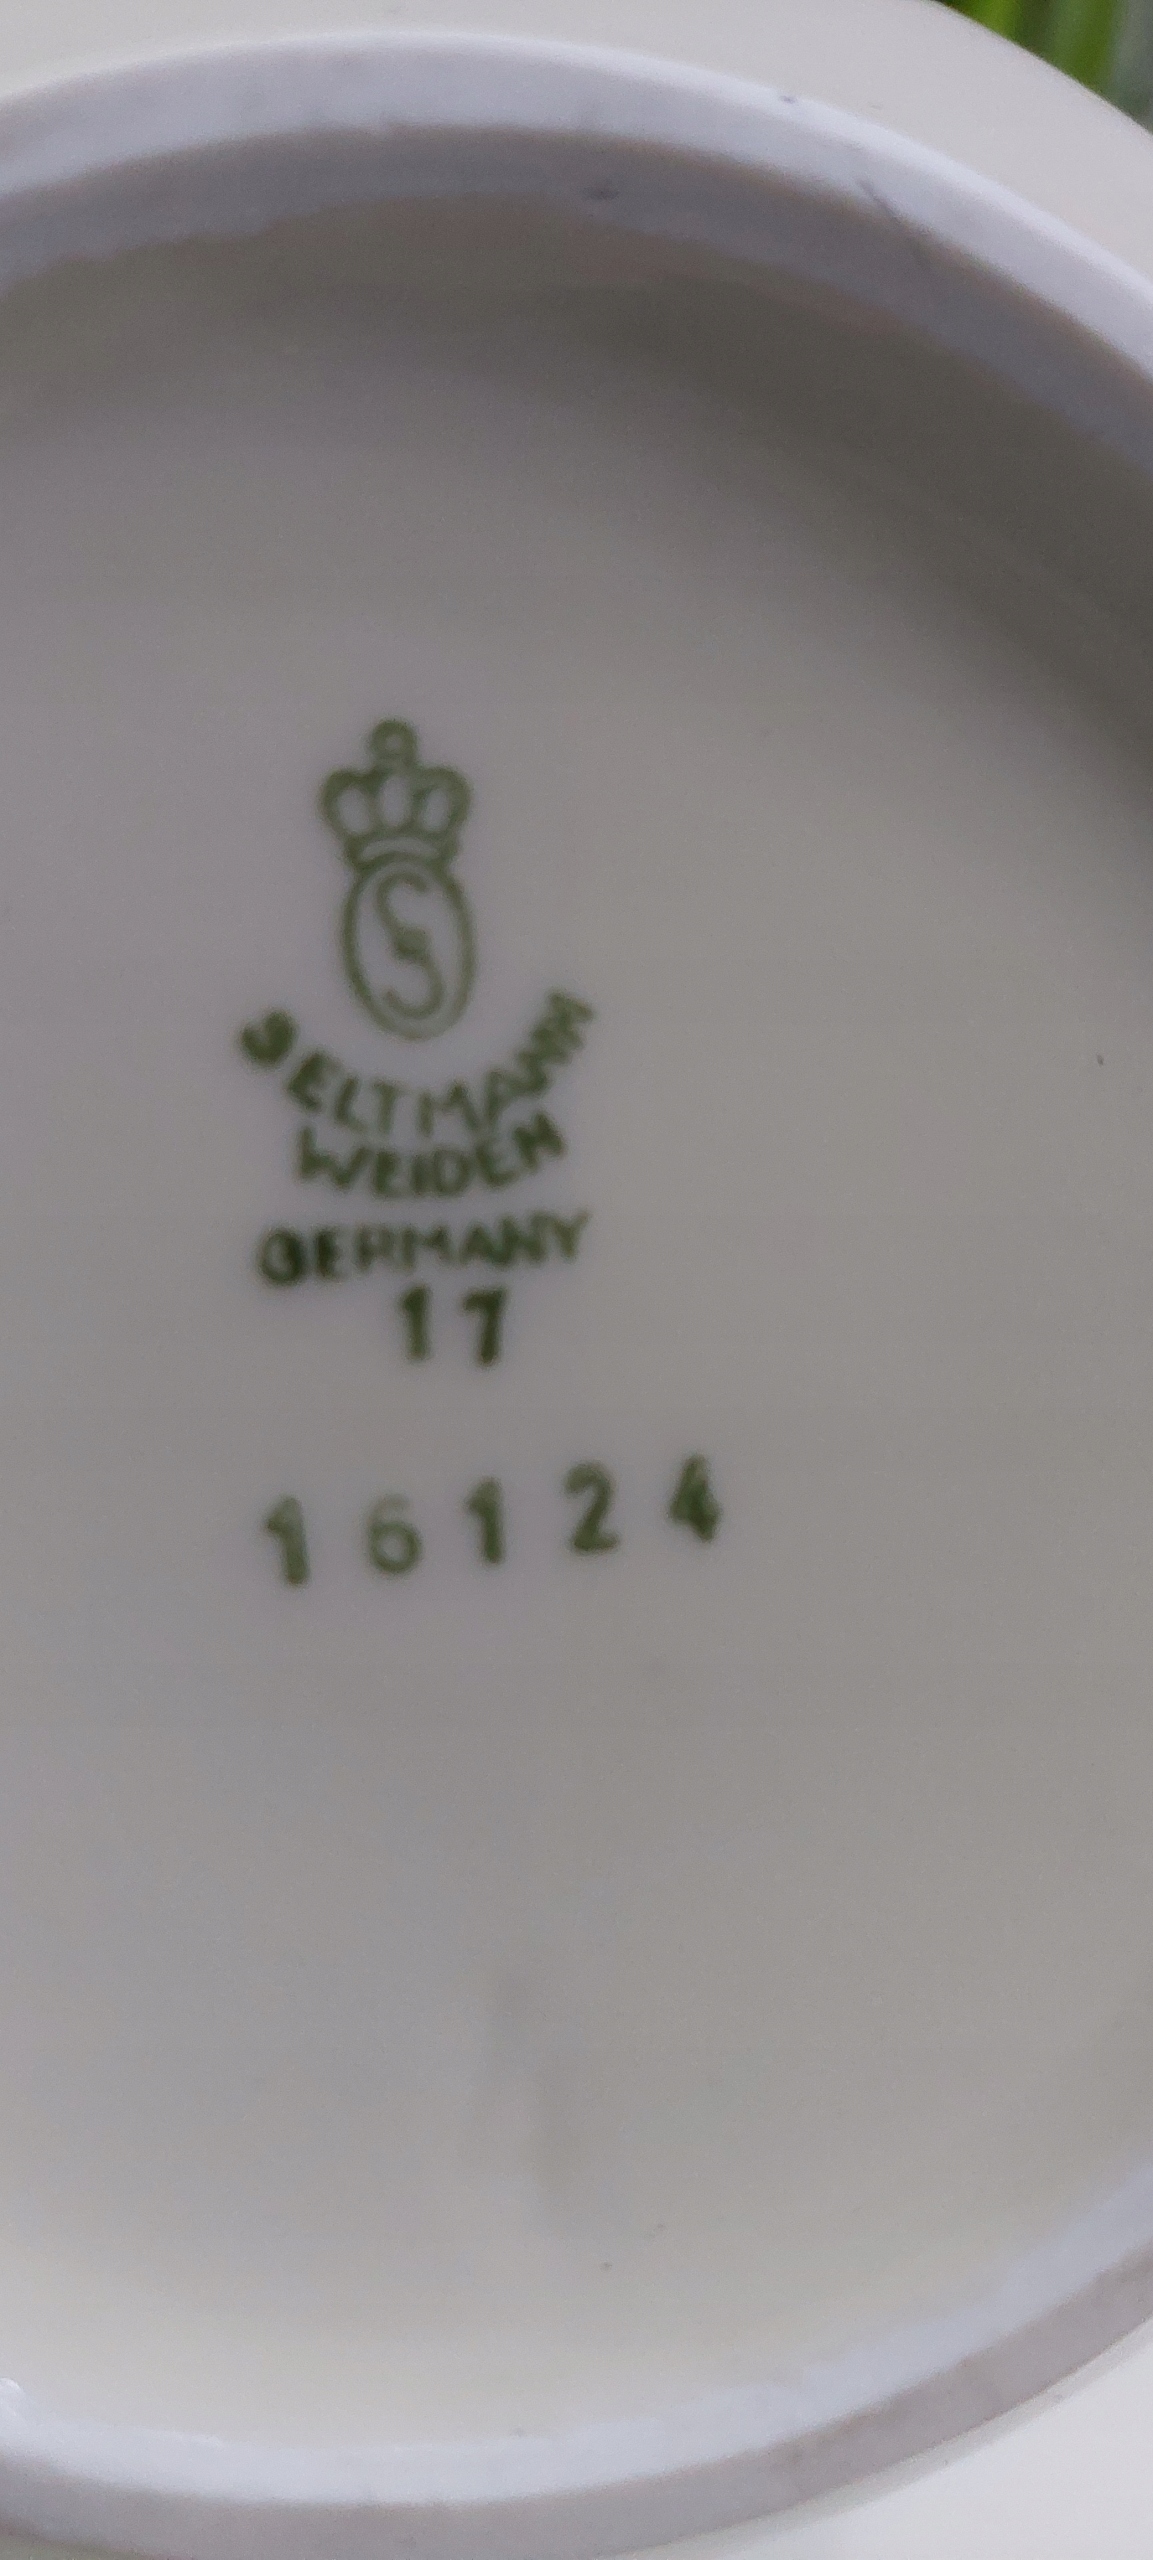 S
SELTMANN
WEIDEN
GERMANY
17
16124